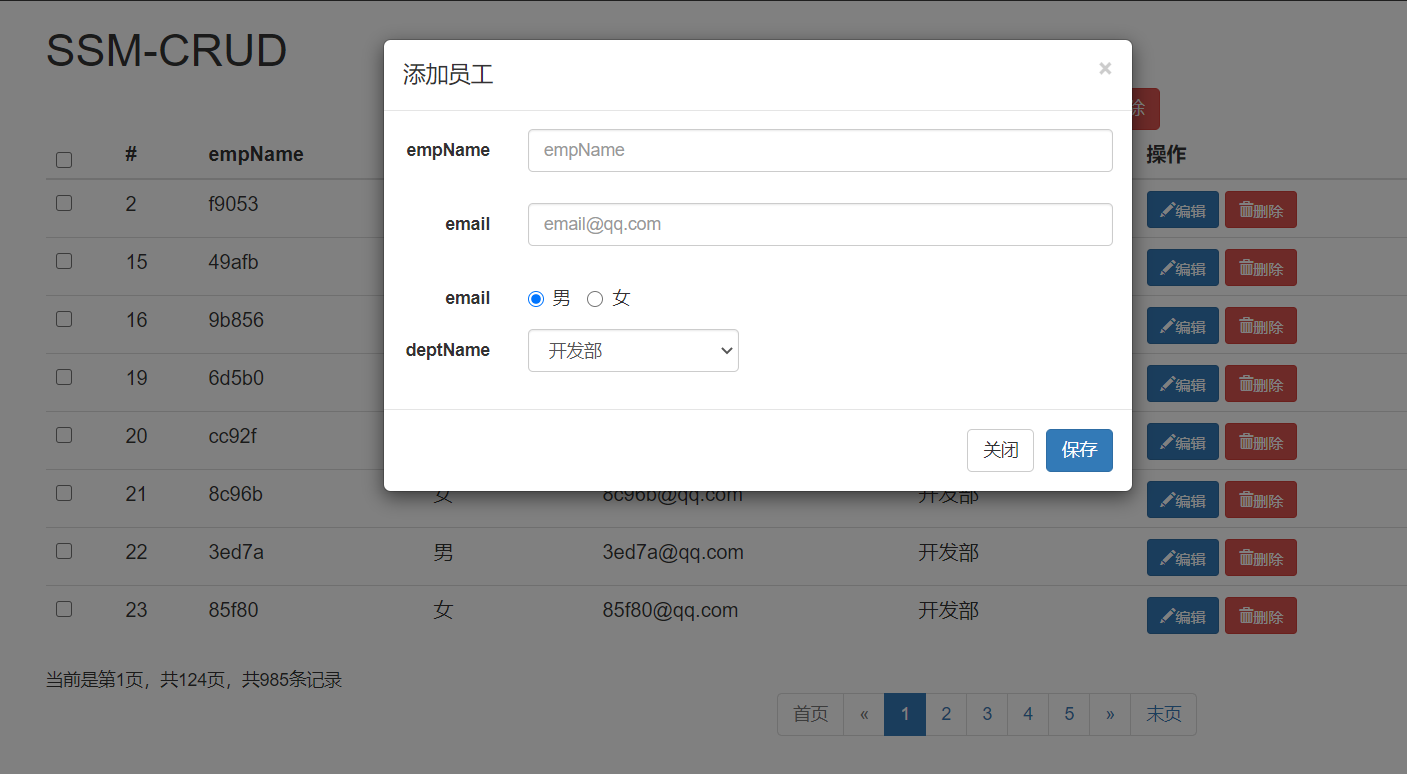 SSM-CRUD
添加员工
×
除
# empName 操作
empName empName
email email@qq.com
email 男 女
deptName 开发部
关闭 保存
2 f9053 编辑 删除
15 49afb 编辑 删除
16 9b856 编辑 删除
19 6d5b0 编辑 删除
20 cc92f 编辑 删除
21 8c96b 女 8c96b@qq.com 开发部 编辑 删除
22 3ed7a 男 3ed7a@qq.com 开发部 编辑 删除
23 85f80 女 85f80@qq.com 开发部 编辑 删除
当前是第1页，共124页，共985条记录
首页 « 1 2 3 4 5 » 末页